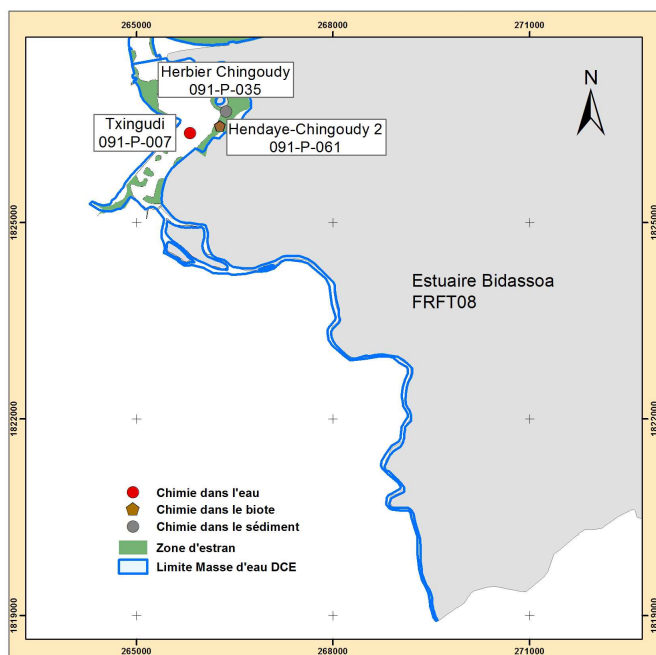 265000
268000
271000
Herbier Chingoudy
091-P-035
N
Txingudi
091-P-007
Hendaye-Chingoudy 2
091-P-061
1825000
1825000
Estuaire Bidassoa
FRFT08
1822000
1822000
Chimie dans l'eau
Chimie dans le biote
Chimie dans le sédiment
Zone d'estran
Limite Masse d'eau DCE
1819000
1819000
265000
268000
271000